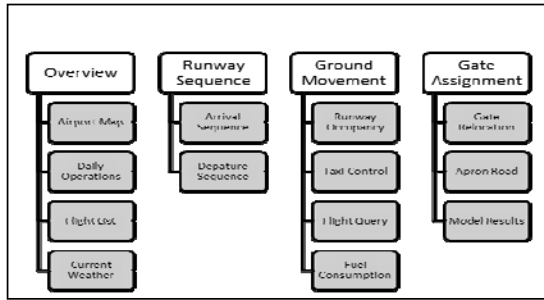 Overview
Airport Map
Daily
Operations
Flight List
Current
Weather
Runway
Sequence
Arrival
Sequence
Depature
Sequence
Ground
Movement
Runway
Occupancy
Taxi Control
Flight Query
Fuel
Consumption
Gate
Assignment
Gate
Relocation
Apron Road
Model Results